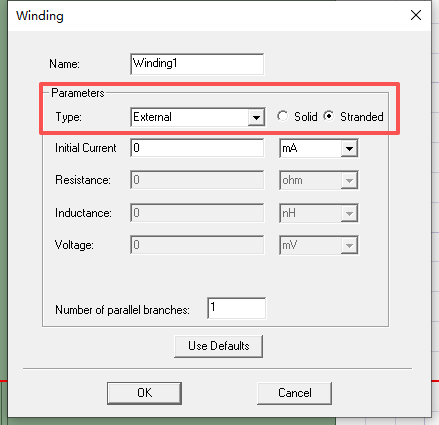 Winding
Name: Winding1
Parameters
Type: External Solid Stranded
Initial Current 0 mA
Resistance: 0 ohm
Inductance: 0 nH
Voltage: 0 mV
Number of parallel branches: 1
Use Defaults
OK Cancel